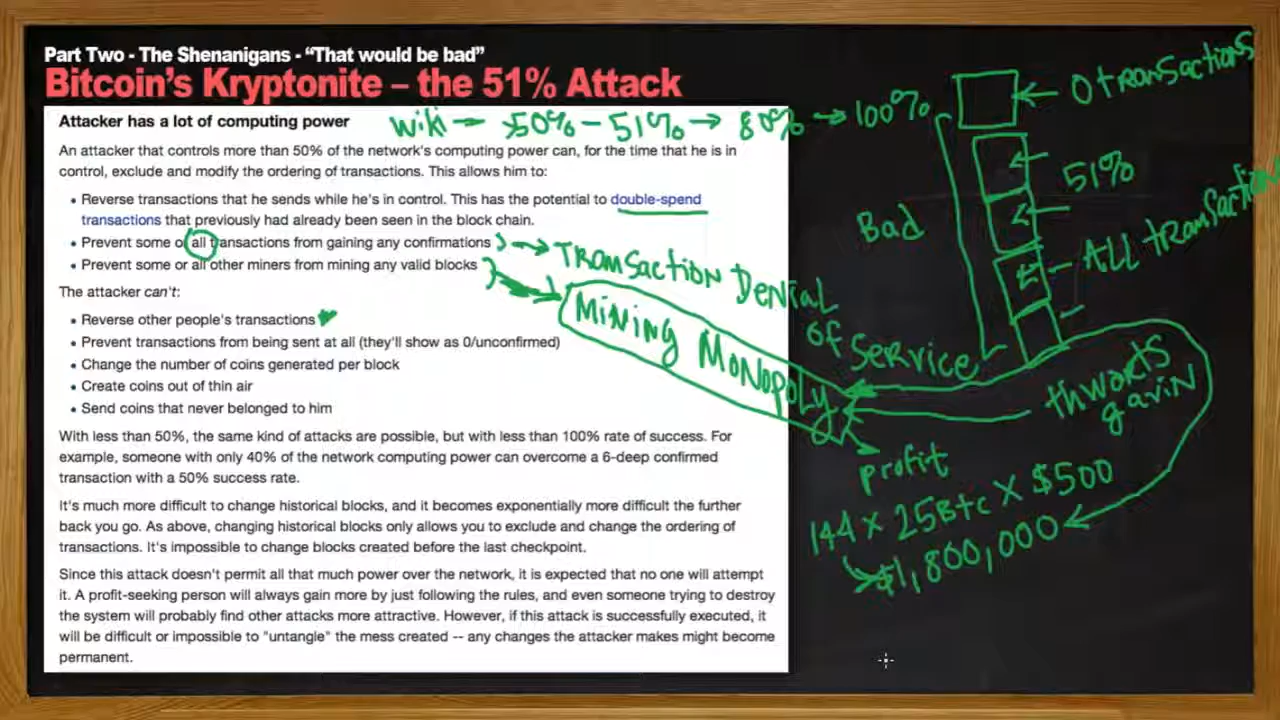 Part Two - The Shenanigans - “That would be bad”
Bitcoin’s Kryptonite – the 51% Attack
Attacker has a lot of computing power
wiki → >50% - 51% → 80% → 100%
An attacker that controls more than 50% of the network's computing power can, for the time that he is in
control, exclude and modify the ordering of transactions. This allows him to:
• Reverse transactions that he sends while he's in control. This has the potential to double-spend
transactions that previously had already been seen in the block chain.
• Prevent some or all transactions from gaining any confirmations
• Prevent some or all other miners from mining any valid blocks
The attacker can't:
• Reverse other people's transactions
• Prevent transactions from being sent at all (they'll show as 0/unconfirmed)
• Change the number of coins generated per block
• Create coins out of thin air
• Send coins that never belonged to him
With less than 50%, the same kind of attacks are possible, but with less than 100% rate of success. For
example, someone with only 40% of the network computing power can overcome a 6-deep confirmed
transaction with a 50% success rate.
It's much more difficult to change historical blocks, and it becomes exponentially more difficult the further
back you go. As above, changing historical blocks only allows you to exclude and change the ordering of
transactions. It's impossible to change blocks created before the last checkpoint.
Since this attack doesn't permit all that much power over the network, it is expected that no one will attempt
it. A profit-seeking person will always gain more by just following the rules, and even someone trying to destroy
the system will probably find other attacks more attractive. However, if this attack is successfully executed, it
will be difficult or impossible to "untangle" the mess created -- any changes the attacker makes might become
permanent.
TRANSACTION DENIAL
OF SERVICE
MINING MONOPOLY
Bad
0 TRANSACTIONS
51%
ALL TRANSACTIONS
thwarts
gavin
profit
144 x 25Btc X $500
$1,800,000